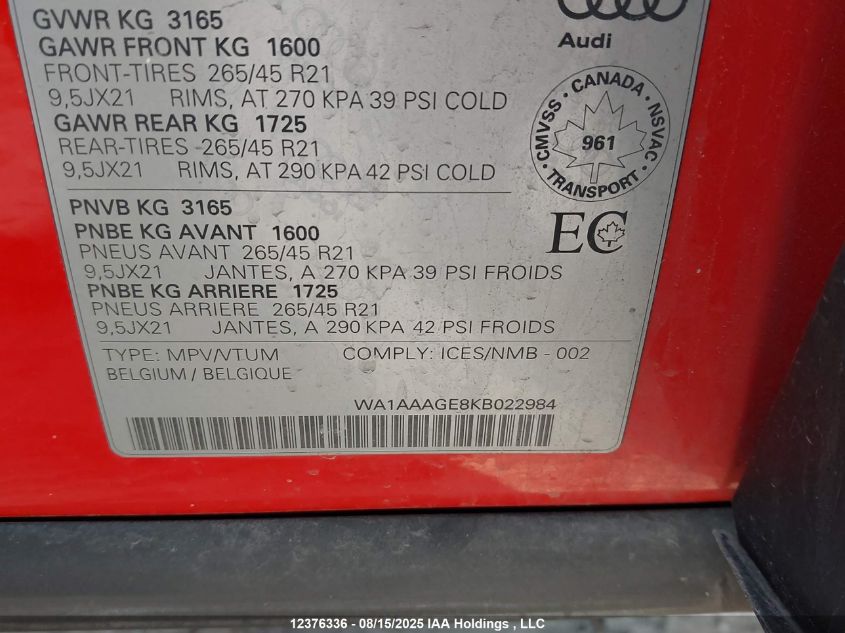 GVWR KG 3165
GAWR FRONT KG 1600
FRONT-TIRES 265/45 R21
9,5JX21 RIMS, AT 270 KPA 39 PSI COLD
GAWR REAR KG 1725
REAR-TIRES 265/45 R21
9,5JX21 RIMS, AT 290 KPA 42 PSI COLD
Audi
CMVSS · CANADA · NSVAC
961
· TRANSPORT ·
PNVB KG 3165
PNBE KG AVANT 1600
PNEUS AVANT 265/45 R21
9,5JX21 JANTES, A 270 KPA 39 PSI FROIDS
PNBE KG ARRIERE 1725
PNEUS ARRIERE 265/45 R21
9,5JX21 JANTES, A 290 KPA 42 PSI FROIDS
EC
TYPE: MPV/VTUM COMPLY: ICES/NMB - 002
BELGIUM / BELGIQUE
WA1AAAGE8KB022984
12376336 - 08/15/2025 IAA Holdings , LLC